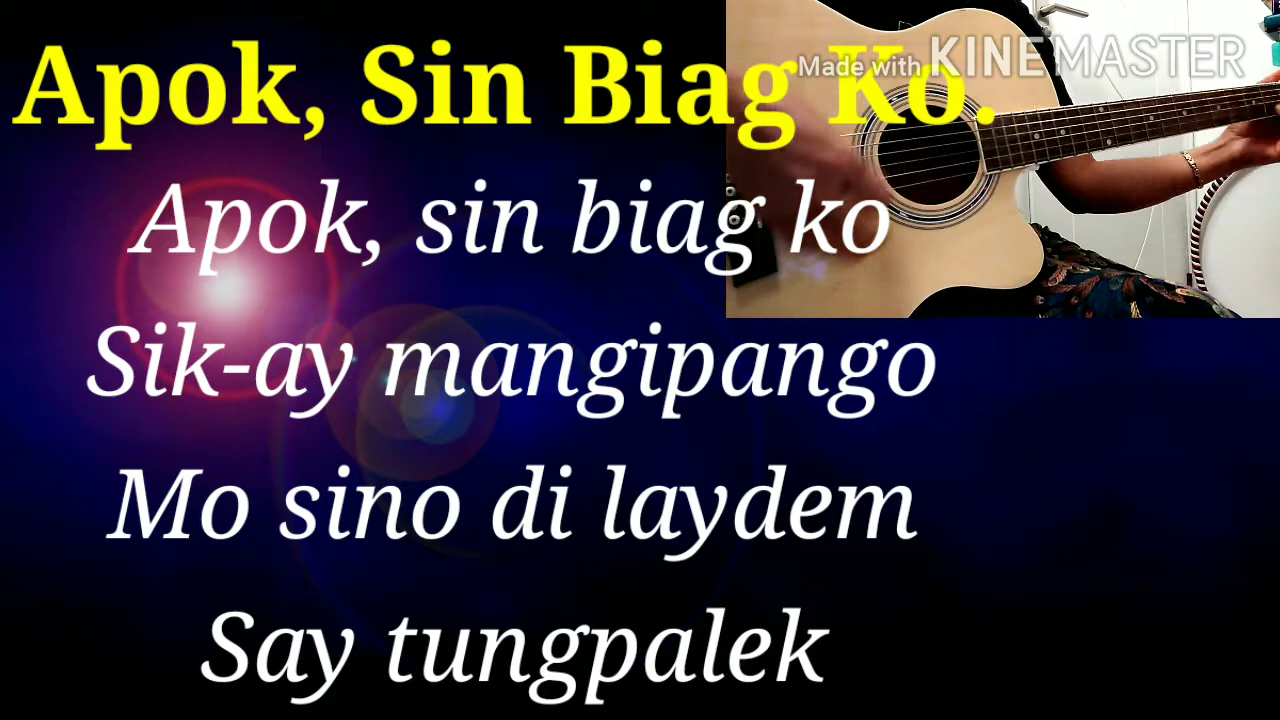 Apok, Sin Biag Ko.
Made with KINEMASTER
Apok, sin biag ko
Sik-ay mangipango
Mo sino di laydem
Say tungpalek